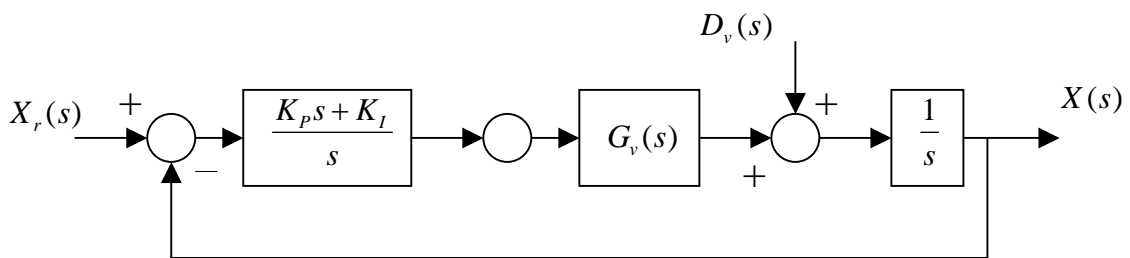 D_v(s)
X_r(s)
+
−
K_P s + K_I
s
G_v(s)
+
+
1
s
X(s)